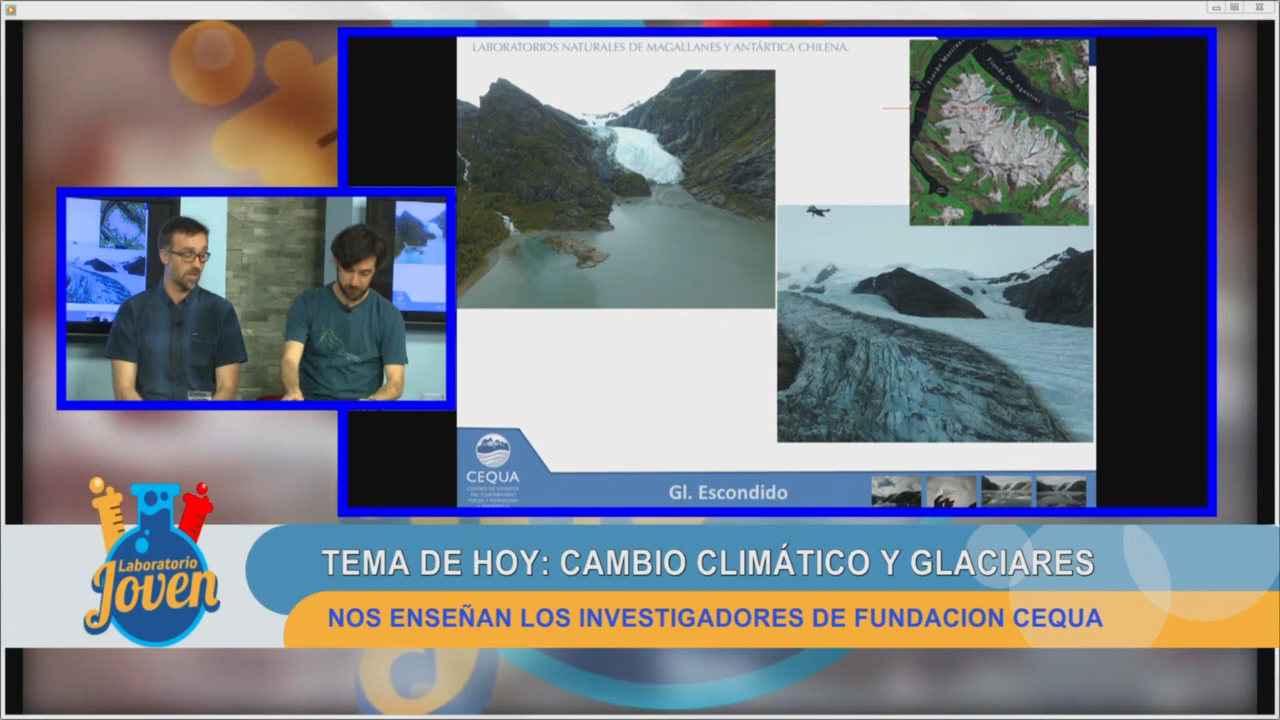 LABORATORIOS NATURALES DE MAGALLANES Y ANTÁRTICA CHILENA.
CEQUA
Gl. Escondido
Laboratorio
Joven
TEMA DE HOY: CAMBIO CLIMÁTICO Y GLACIARES
NOS ENSEÑAN LOS INVESTIGADORES DE FUNDACION CEQUA